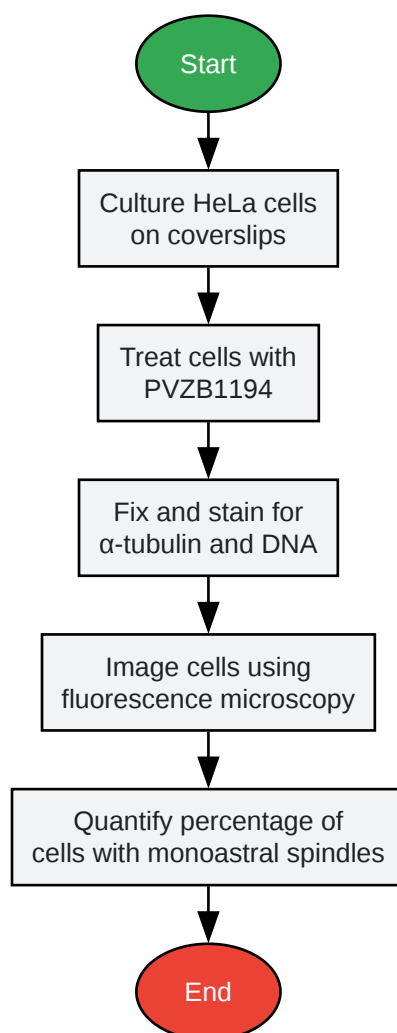 Start
Culture HeLa cells
on coverslips
Treat cells with
PVZB1194
Fix and stain for
α-tubulin and DNA
Image cells using
fluorescence microscopy
Quantify percentage of
cells with monoastral spindles
End